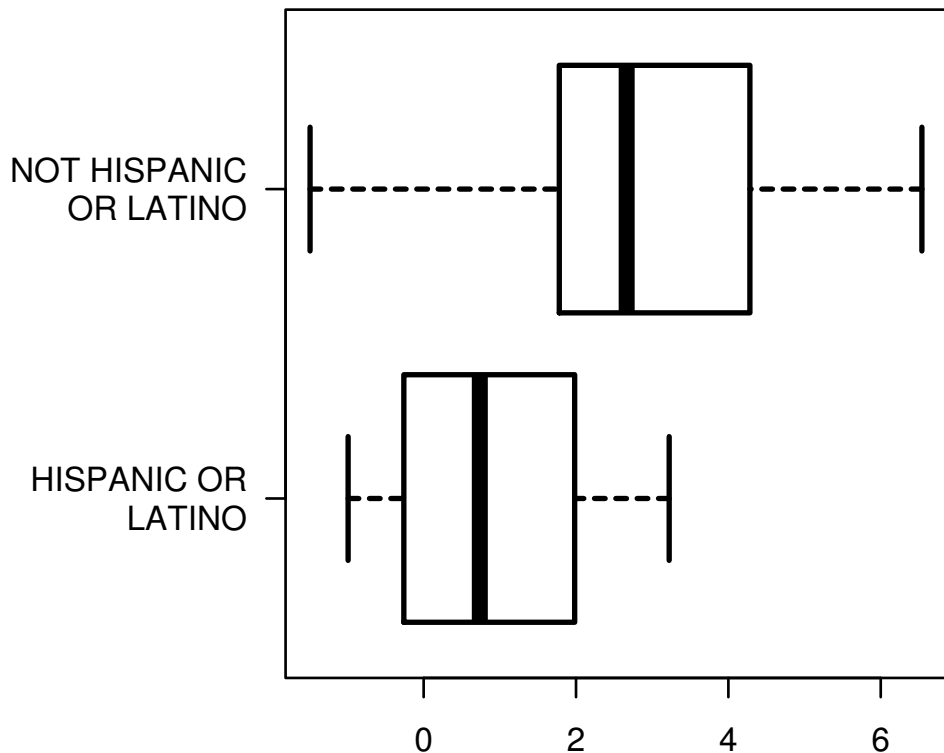 NOT HISPANIC
OR LATINO
HISPANIC OR
LATINO
0 2 4 6